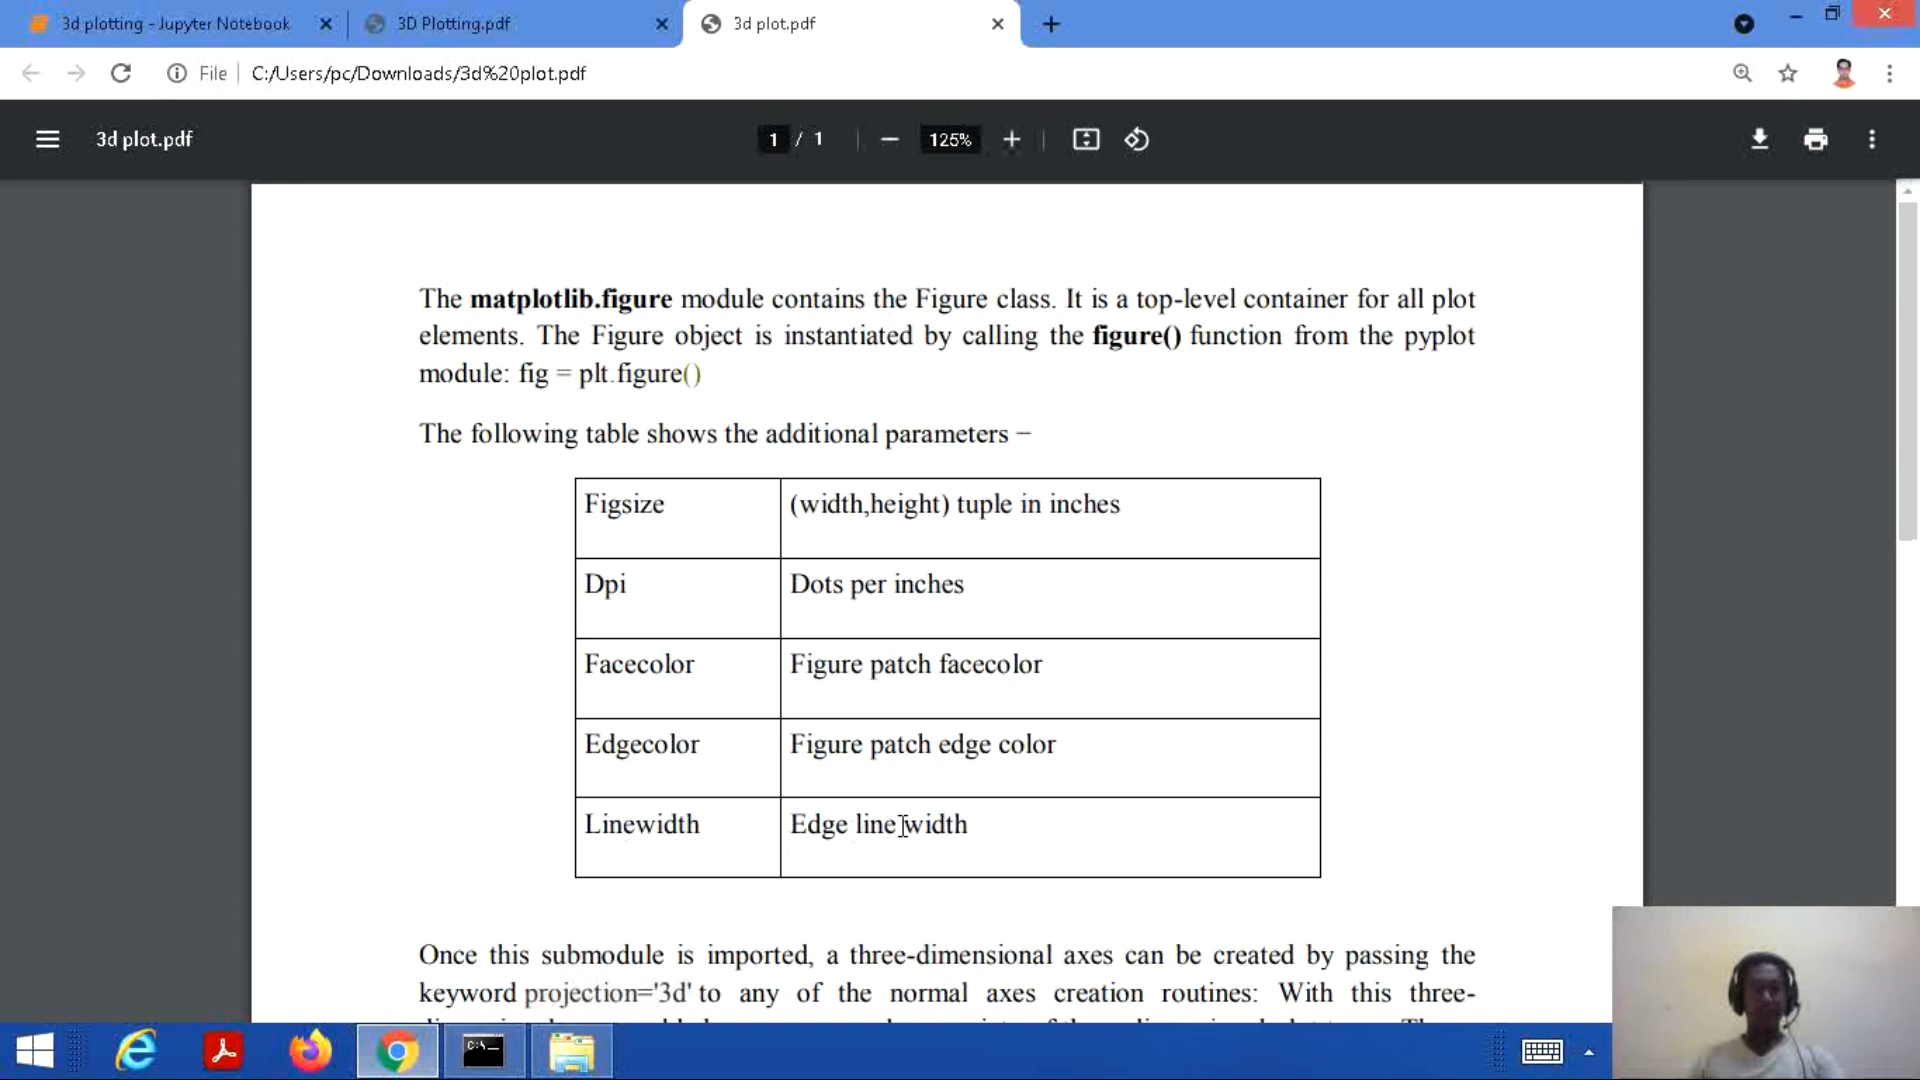 3d plotting - Jupyter Notebook
3D Plotting.pdf
3d plot.pdf
File
C:/Users/pc/Downloads/3d%20plot.pdf
3d plot.pdf
1 / 1
125%
The matplotlib.figure module contains the Figure class. It is a top-level container for all plot
elements. The Figure object is instantiated by calling the figure() function from the pyplot
module: fig = plt.figure()
The following table shows the additional parameters −
Figsize
(width,height) tuple in inches
Dpi
Dots per inches
Facecolor
Figure patch facecolor
Edgecolor
Figure patch edge color
Linewidth
Edge line width
Once this submodule is imported, a three-dimensional axes can be created by passing the
keyword projection='3d' to any of the normal axes creation routines: With this three-
C:\